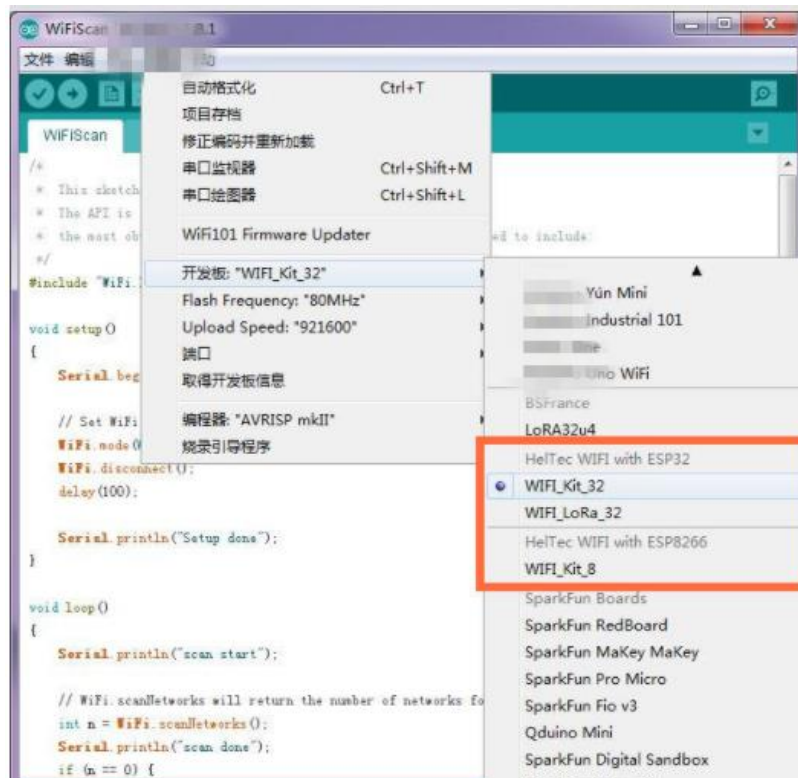 WiFiScan
8.1
文件 编辑
WiFiScan
自动格式化 Ctrl+T
项目存档
修正编码并重新加载
串口监视器 Ctrl+Shift+M
串口绘图器 Ctrl+Shift+L
WiFi101 Firmware Updater
开发板: "WIFI_Kit_32"
Flash Frequency: "80MHz"
Upload Speed: "921600"
端口
取得开发板信息
编程器: "AVRISP mkII"
烧录引导程序
Yún Mini
Industrial 101
One
Uno WiFi
BSFrance
LoRA32u4
HelTec WIFI with ESP32
WIFI_Kit_32
WIFI_LoRa_32
HelTec WIFI with ESP8266
WIFI_Kit_8
SparkFun Boards
SparkFun RedBoard
SparkFun MaKey MaKey
SparkFun Pro Micro
SparkFun Fio v3
Qduino Mini
SparkFun Digital Sandbox
/*
* This sketch
* The API is
* the most ob ed to include:
*/
#include "WiFi.
void setup()
{
Serial.beg
// Set WiFi
WiFi.mode(
WiFi.disconnect();
delay(100);
Serial.println("Setup done");
}
void loop()
{
Serial.println("scan start");
// WiFi.scanNetworks will return the number of networks fo
int n = WiFi.scanNetworks();
Serial.println("scan done");
if (n == 0) {